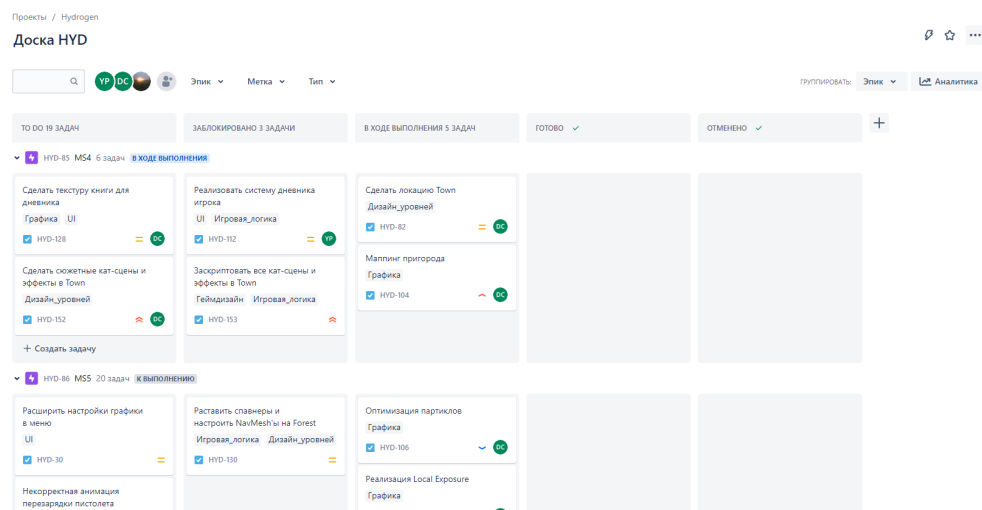 Проекты / Hydrogen
Доска HYD
YP DC Эпик Метка Тип
ГРУППИРОВАТЬ: Эпик Аналитика
TO DO 19 ЗАДАЧ
ЗАБЛОКИРОВАНО 3 ЗАДАЧИ
В ХОДЕ ВЫПОЛНЕНИЯ 5 ЗАДАЧ
ГОТОВО
ОТМЕНЕНО
HYD-85 MS4 6 задач В ХОДЕ ВЫПОЛНЕНИЯ
Сделать текстуру книги для
дневника
Графика UI
HYD-128 DC
Сделать сюжетные кат-сцены и
эффекты в Town
Дизайн_уровней
HYD-152 DC
+ Создать задачу
Реализовать систему дневника
игрока
UI Игровая_логика
HYD-112 YP
Заскриптовать все кат-сцены и
эффекты в Town
Геймдизайн Игровая_логика
HYD-153
Сделать локацию Town
Дизайн_уровней
HYD-82 DC
Маппинг пригорода
Графика
HYD-104 DC
HYD-86 MS5 20 задач К ВЫПОЛНЕНИЮ
Расширить настройки графики
в меню
UI
HYD-30
Некорректная анимация
перезарядки пистолета
Раставить спавнеры и
настроить NavMesh'ы на Forest
Игровая_логика Дизайн_уровней
HYD-130
Оптимизация партиклов
Графика
HYD-106 DC
Реализация Local Exposure
Графика